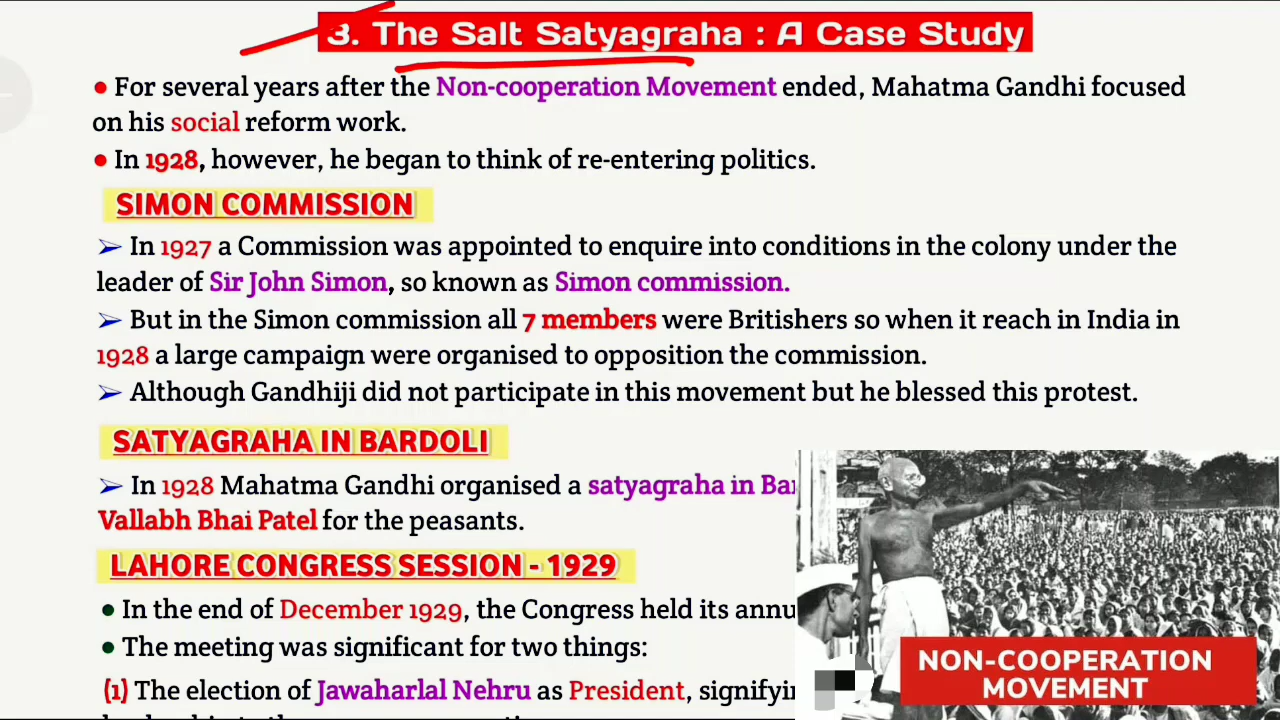 3. The Salt Satyagraha : A Case Study
● For several years after the Non-cooperation Movement ended, Mahatma Gandhi focused
on his social reform work.
● In 1928, however, he began to think of re-entering politics.
SIMON COMMISSION
➢ In 1927 a Commission was appointed to enquire into conditions in the colony under the
leader of Sir John Simon, so known as Simon commission.
➢ But in the Simon commission all 7 members were Britishers so when it reach in India in
1928 a large campaign were organised to opposition the commission.
➢ Although Gandhiji did not participate in this movement but he blessed this protest.
SATYAGRAHA IN BARDOLI
➢ In 1928 Mahatma Gandhi organised a satyagraha in
Vallabh Bhai Patel for the peasants.
LAHORE CONGRESS SESSION - 1929
● In the end of December 1929, the Congress held its
● The meeting was significant for two things:
(1) The election of Jawaharlal Nehru as President,
NON-COOPERATION
MOVEMENT